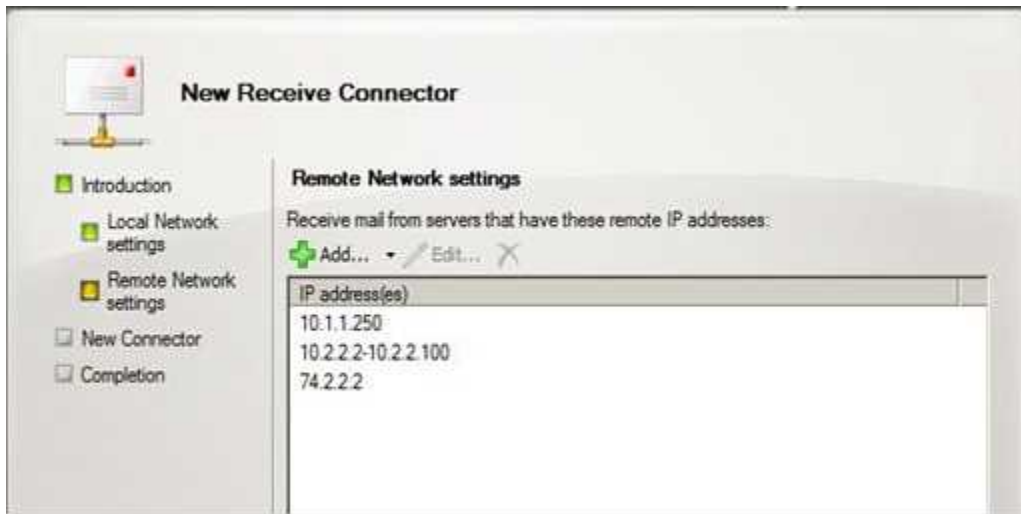 New Receive Connector
Introduction
Local Network
settings
Remote Network
settings
New Connector
Completion
Remote Network settings
Receive mail from servers that have these remote IP addresses:
Add...
Edit...
IP address(es)
10.1.1.250
10.2.2.2-10.2.2.100
74.2.2.2